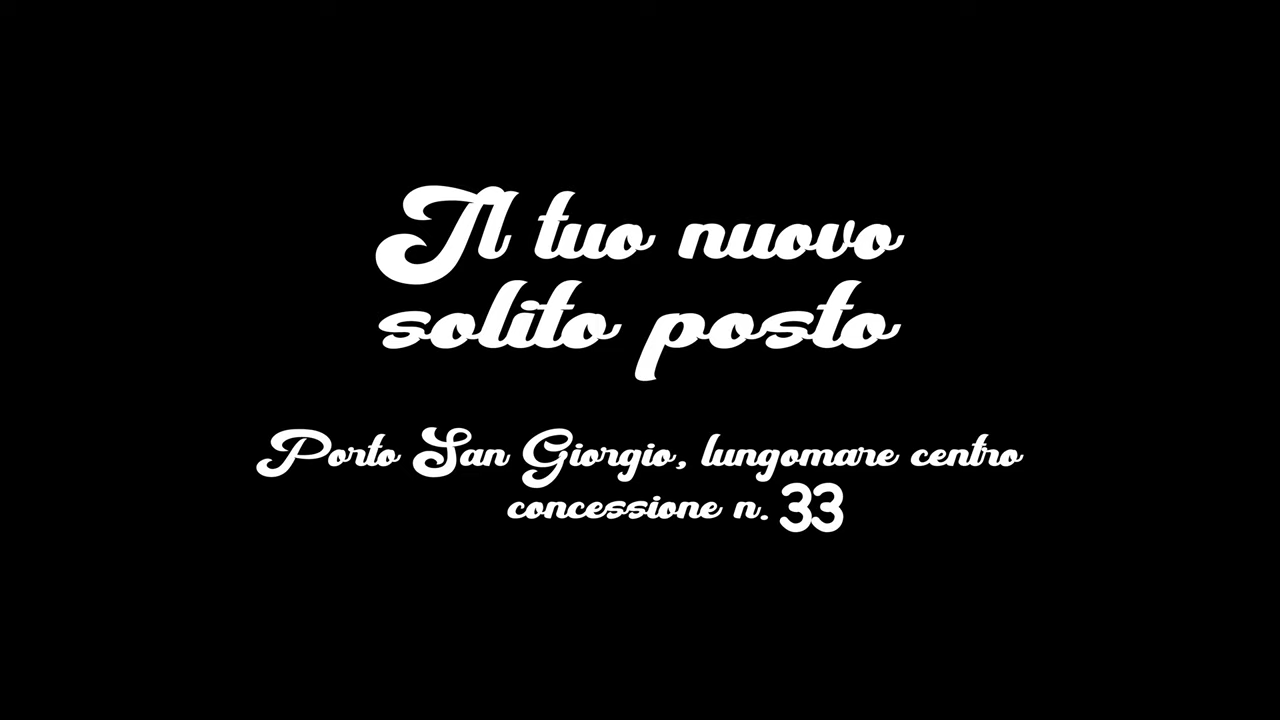 Il tuo nuovo
solito posto
Porto San Giorgio, lungomare centro
concessione n. 33